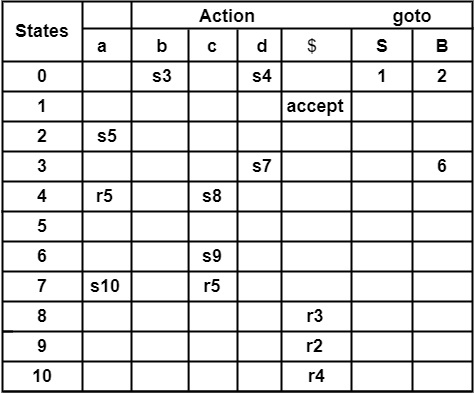 States Action goto
a b c d $ S B
0 s3 s4 1 2
1 accept
2 s5
3 s7 6
4 r5 s8
5
6 s9
7 s10 r5
8 r3
9 r2
10 r4